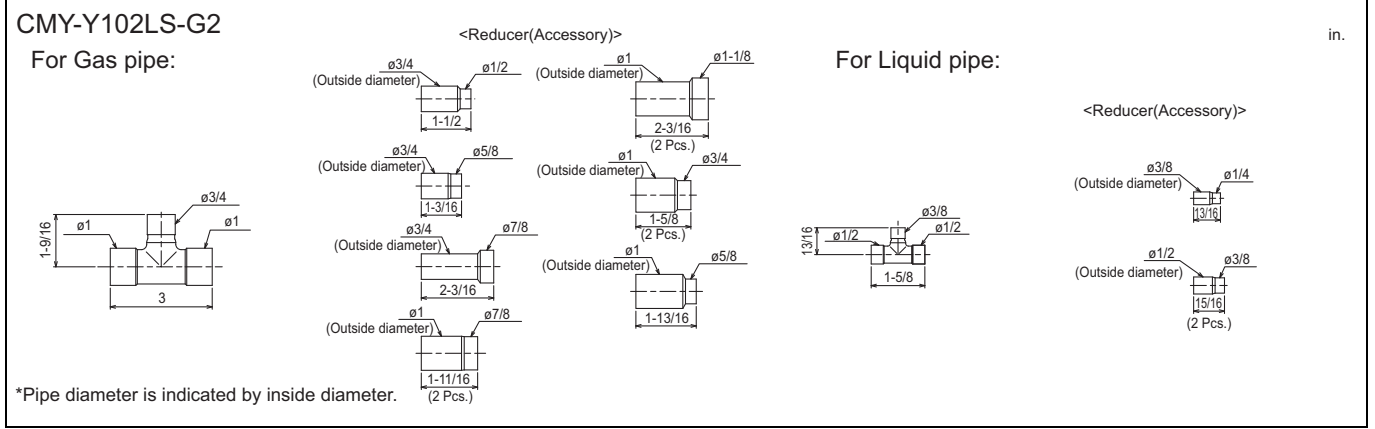 CMY-Y102LS-G2
in.
For Gas pipe:
ø3/4
ø1
ø1
1-9/16
3
<Reducer(Accessory)>
ø3/4
(Outside diameter)
ø1/2
1-1/2
ø3/4
(Outside diameter)
ø5/8
1-3/16
ø3/4
(Outside diameter)
ø7/8
2-3/16
ø1
(Outside diameter)
ø7/8
1-11/16
(2 Pcs.)
ø1
(Outside diameter)
ø1-1/8
2-3/16
(2 Pcs.)
ø1
(Outside diameter)
ø3/4
1-5/8
(2 Pcs.)
ø1
(Outside diameter)
ø5/8
1-13/16
For Liquid pipe:
ø3/8
ø1/2
ø1/2
13/16
1-5/8
<Reducer(Accessory)>
ø3/8
(Outside diameter)
ø1/4
13/16
ø1/2
(Outside diameter)
ø3/8
15/16
(2 Pcs.)
*Pipe diameter is indicated by inside diameter.